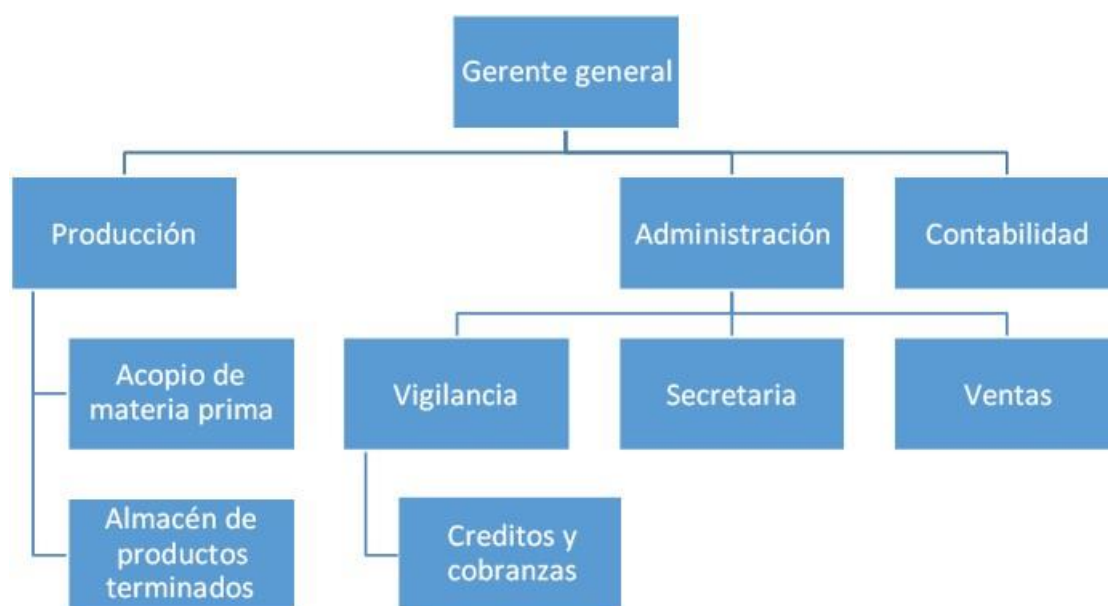 Gerente general
Producción
Administración
Contabilidad
Acopio de
materia prima
Vigilancia
Secretaria
Ventas
Almacén de
productos
terminados
Creditos y
cobranzas